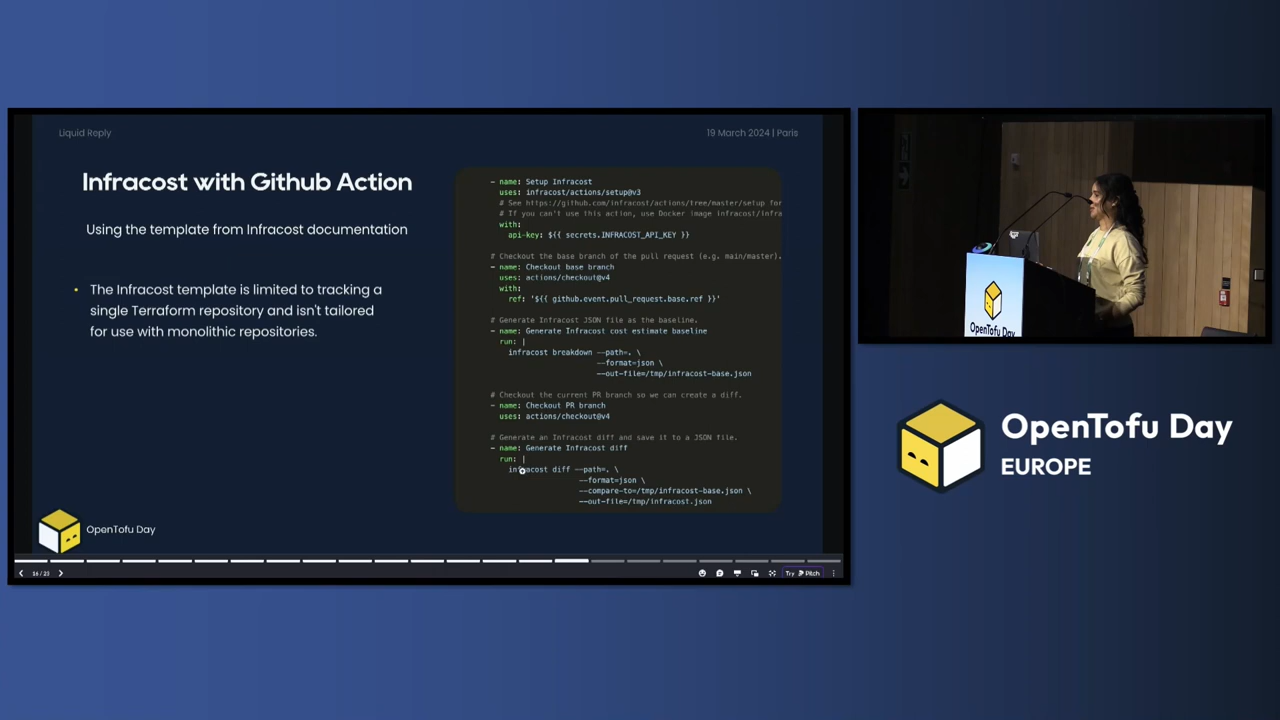 Liquid Reply
19 March 2024 | Paris
Infracost with Github Action
Using the template from Infracost documentation
• The Infracost template is limited to tracking a
single Terraform repository and isn't tailored
for use with monolithic repositories.
- name: Setup Infracost
uses: infracost/actions/setup@v3
# See https://github.com/infracost/actions/tree/master/setup for
# If you can't use this action, use Docker image infracost/infra
with:
api-key: ${{ secrets.INFRACOST_API_KEY }}
# Checkout the base branch of the pull request (e.g. main/master).
- name: Checkout base branch
uses: actions/checkout@v4
with:
ref: '${{ github.event.pull_request.base.ref }}'
# Generate Infracost JSON file as the baseline.
- name: Generate Infracost cost estimate baseline
run: |
infracost breakdown --path=. \
--format=json \
--out-file=/tmp/infracost-base.json
# Checkout the current PR branch so we can create a diff.
- name: Checkout PR branch
uses: actions/checkout@v4
# Generate an Infracost diff and save it to a JSON file.
- name: Generate Infracost diff
run: |
infracost diff --path=. \
--format=json \
--compare-to=/tmp/infracost-base.json \
--out-file=/tmp/infracost.json
OpenTofu Day
16 / 23
Try Pitch
OpenTofu Day
OpenTofu Day
EUROPE